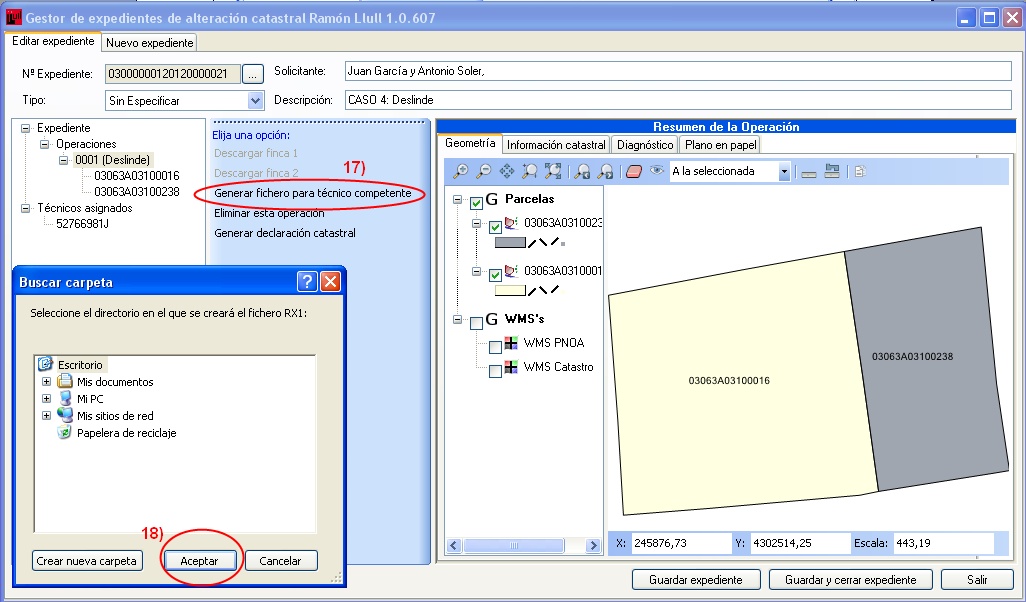 Gestor de expedientes de alteración catastral Ramón Llull 1.0.607
Editar expediente
Nuevo expediente
Nº Expediente:
03000000120120000021
...
Solicitante:
Juan García y Antonio Soler,
Tipo:
Sin Especificar
Descripción:
CASO 4: Deslinde
Expediente
Operaciones
0001 (Deslinde)
03063A03100016
03063A03100238
Técnicos asignados
52766981J
Elija una opción:
Descargar finca 1
17)
Descargar finca 2
Generar fichero para técnico competente
Eliminar esta operación
Generar declaración catastral
Resumen de la Operación
Geometría
Información catastral
Diagnóstico
Plano en papel
A la seleccionada
G Parcelas
03063A0310023
03063A0310001
G WMS's
WMS PNOA
WMS Catastro
03063A03100016
03063A03100238
X: 245876,73
Y: 4302514,25
Escala: 443,19
Buscar carpeta
?
Seleccione el directorio en el que se creará el fichero RX1:
Escritorio
Mis documentos
Mi PC
Mis sitios de red
Papelera de reciclaje
18)
Crear nueva carpeta
Aceptar
Cancelar
Guardar expediente
Guardar y cerrar expediente
Salir